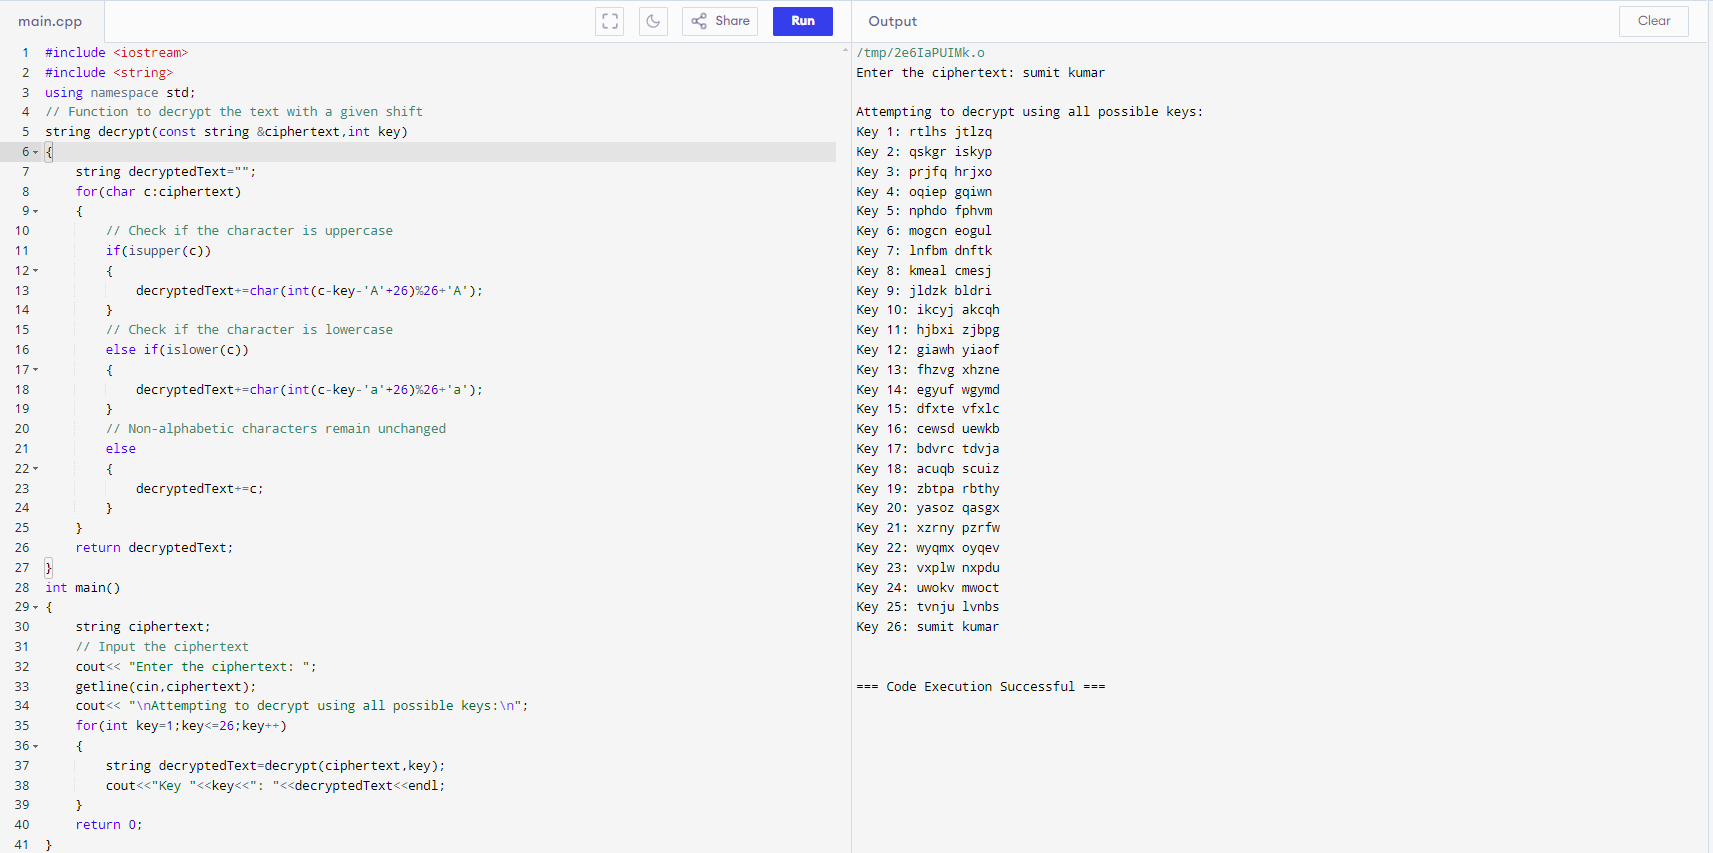 main.cpp
Share
Run
Output
Clear
1 #include <iostream>
2 #include <string>
3 using namespace std;
4 // Function to decrypt the text with a given shift
5 string decrypt(const string &ciphertext,int key)
6 {
7 string decryptedText="";
8 for(char c:ciphertext)
9 {
10 // Check if the character is uppercase
11 if(isupper(c))
12 {
13 decryptedText+=char(int(c-key-'A'+26)%26+'A');
14 }
15 // Check if the character is lowercase
16 else if(islower(c))
17 {
18 decryptedText+=char(int(c-key-'a'+26)%26+'a');
19 }
20 // Non-alphabetic characters remain unchanged
21 else
22 {
23 decryptedText+=c;
24 }
25 }
26 return decryptedText;
27 }
28 int main()
29 {
30 string ciphertext;
31 // Input the ciphertext
32 cout<< "Enter the ciphertext: ";
33 getline(cin,ciphertext);
34 cout<< "\nAttempting to decrypt using all possible keys:\n";
35 for(int key=1;key<=26;key++)
36 {
37 string decryptedText=decrypt(ciphertext,key);
38 cout<<"Key "<<key<<": "<<decryptedText<<endl;
39 }
40 return 0;
41 }
/tmp/2e6IaPUIMk.o
Enter the ciphertext: sumit kumar
Attempting to decrypt using all possible keys:
Key 1: rtlhs jtlzq
Key 2: qskgr iskyp
Key 3: prjfq hrjxo
Key 4: oqiep gqiwn
Key 5: nphdo fphvm
Key 6: mogcn eogul
Key 7: lnfbm dnftk
Key 8: kmeal cmesj
Key 9: jldzk bldri
Key 10: ikcyj akcqh
Key 11: hjbxi zjbpg
Key 12: giawh yiaof
Key 13: fhzvg xhzne
Key 14: egyuf wgymd
Key 15: dfxte vfxlc
Key 16: cewsd uewkb
Key 17: bdvrc tdvja
Key 18: acuqb scuiz
Key 19: zbtpa rbthy
Key 20: yasoz qasgx
Key 21: xzrny pzrfw
Key 22: wyqmx oyqev
Key 23: vxplw nxpdu
Key 24: uwokv mwoct
Key 25: tvnju lvnbs
Key 26: sumit kumar
=== Code Execution Successful ===